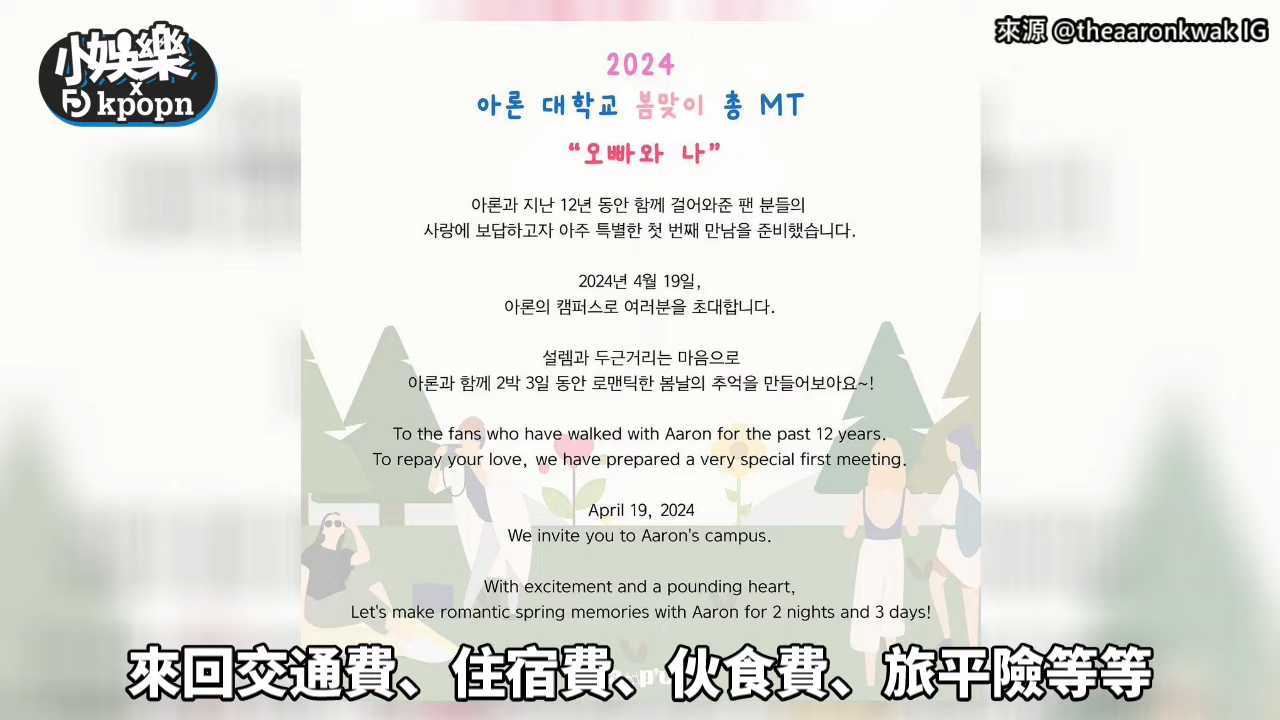 小娛樂
x
kpopn
來源 @theaaronkwak IG
2024
아론 대학교 봄맞이 총 MT
“오빠와 나”
아론과 지난 12년 동안 함께 걸어와준 팬 분들의
사랑에 보답하고자 아주 특별한 첫 번째 만남을 준비했습니다.
2024년 4월 19일,
아론의 캠퍼스로 여러분을 초대합니다.
설렘과 두근거리는 마음으로
아론과 함께 2박 3일 동안 로맨틱한 봄날의 추억을 만들어보아요~!
To the fans who have walked with Aaron for the past 12 years.
To repay your love, we have prepared a very special first meeting.
April 19, 2024
We invite you to Aaron's campus.
With excitement and a pounding heart,
Let's make romantic spring memories with Aaron for 2 nights and 3 days!
來回交通費、住宿費、伙食費、旅平險等等